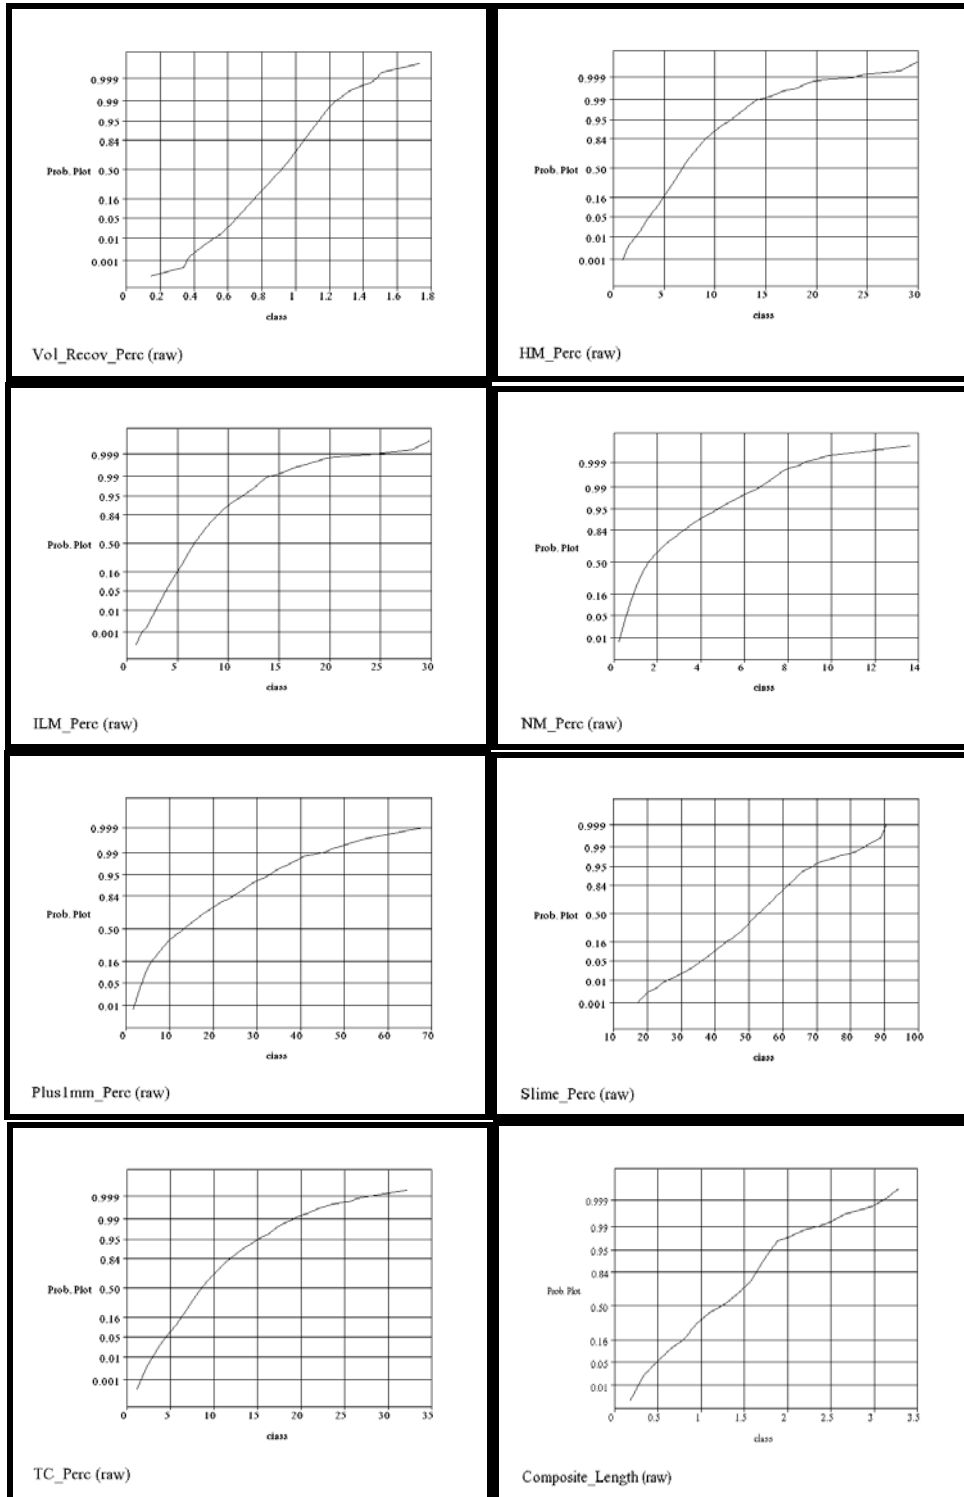 0.999
0.99
0.95
0.84
Prob. Plot 0.50
0.16
0.05
0.01
0.001
0 0.2 0.4 0.6 0.8 1 1.2 1.4 1.6 1.8
class
Vol_Recov_Perc (raw)
0.999
0.99
0.95
0.84
Prob. Plot 0.50
0.16
0.05
0.01
0.001
0 5 10 15 20 25 30
class
HM_Perc (raw)
0.999
0.99
0.95
0.84
Prob. Plot 0.50
0.16
0.05
0.01
0.001
0 5 10 15 20 25 30
class
ILM_Perc (raw)
0.999
0.99
0.95
0.84
Prob. Plot
0.50
0.16
0.05
0.01
0 2 4 6 8 10 12 14
class
NM_Perc (raw)
0.999
0.99
0.95
0.84
Prob. Plot
0.50
0.16
0.05
0.01
0 10 20 30 40 50 60 70
class
Plus1mm_Perc (raw)
0.999
0.99
0.95
0.84
Prob. Plot 0.50
0.16
0.05
0.01
0.001
10 20 30 40 50 60 70 80 90 100
class
Slime_Perc (raw)
0.999
0.99
0.95
0.84
Prob. Plot 0.50
0.16
0.05
0.01
0.001
0 5 10 15 20 25 30 35
class
TC_Perc (raw)
0.999
0.99
0.95
0.84
Prob. Plot
0.50
0.16
0.05
0.01
0 0.5 1 1.5 2 2.5 3 3.5
class
Composite_Length (raw)